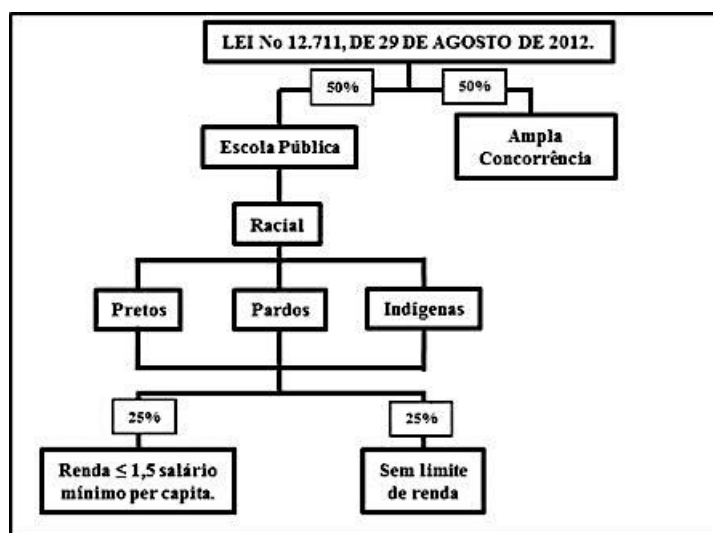 LEI No 12.711, DE 29 DE AGOSTO DE 2012.
50%
50%
Escola Pública
Ampla
Concorrência
Racial
Pretos
Pardos
Indígenas
25%
25%
Renda ≤ 1,5 salário
mínimo per capita.
Sem limite
de renda